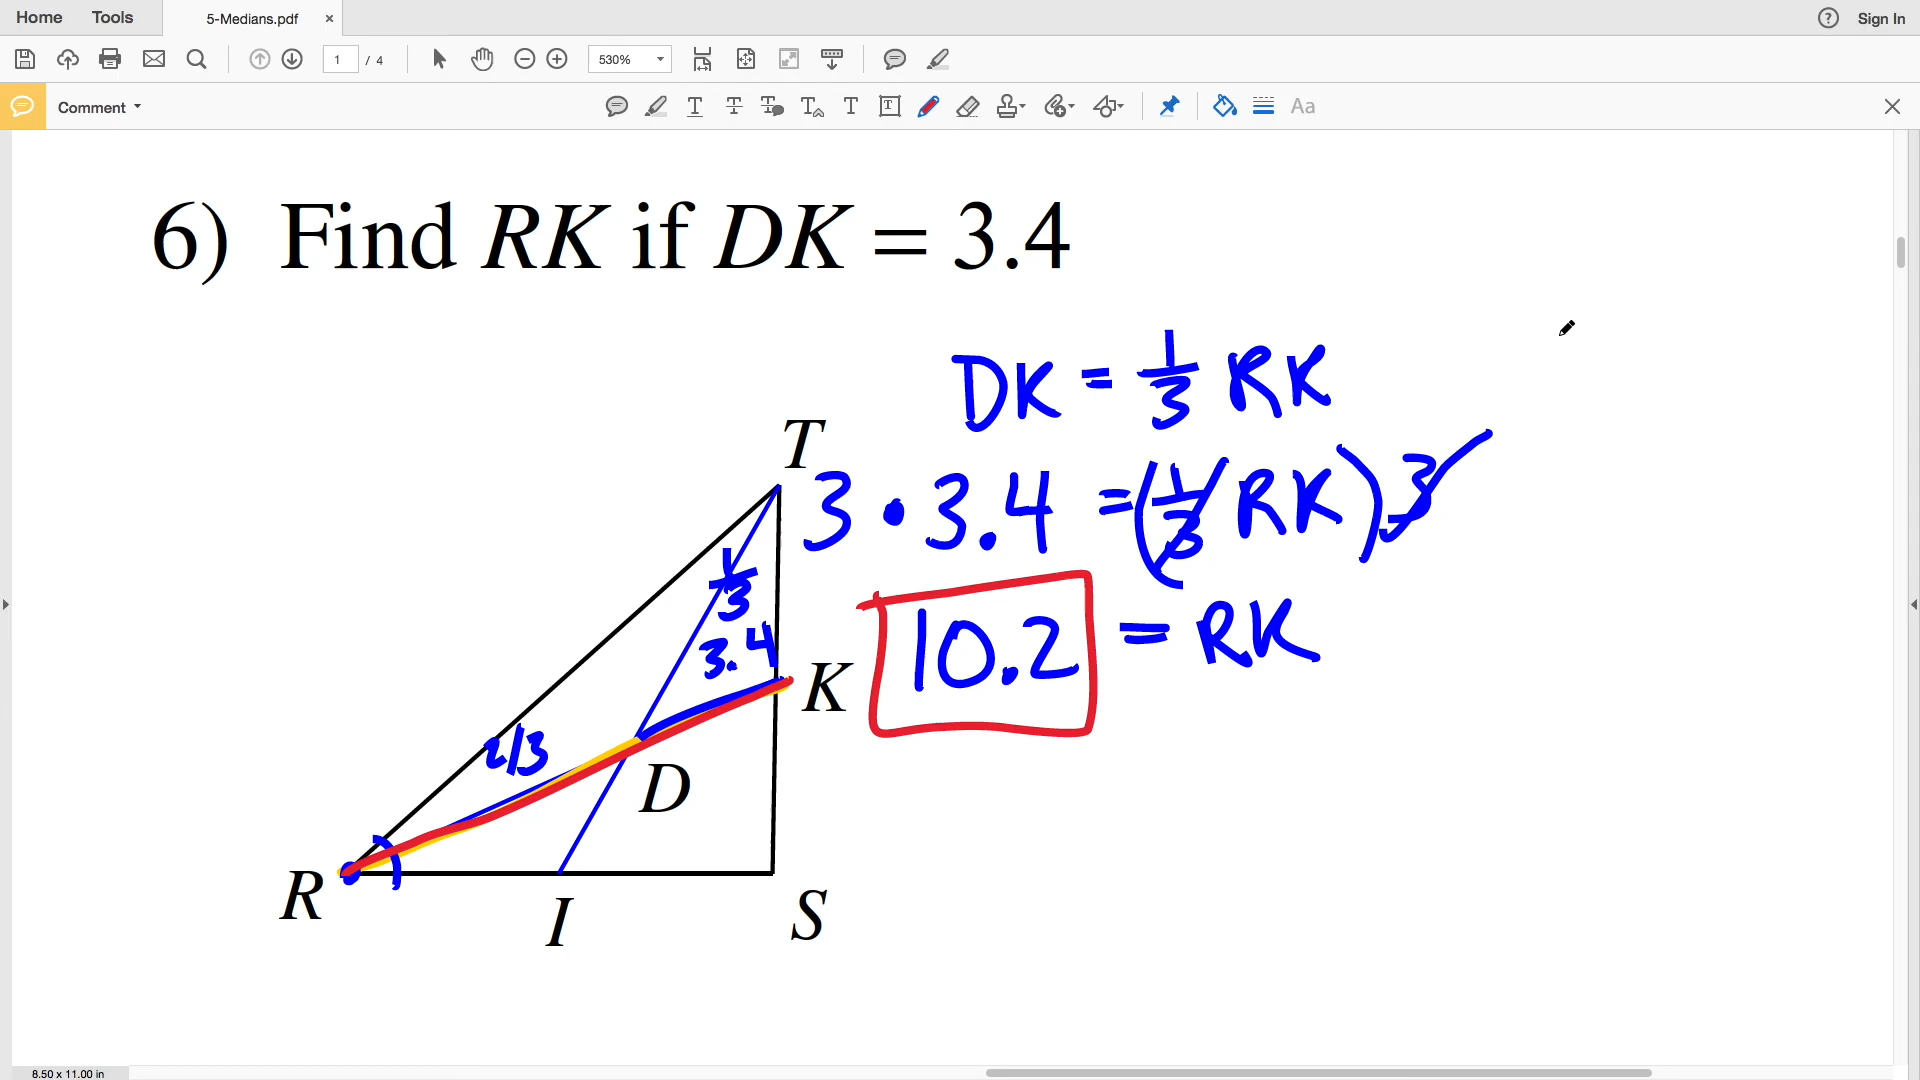 Home Tools 5-Medians.pdf × ? Sign In
1 / 4 530%
Comment T T T T T T Aa
6) Find RK if DK = 3.4
DK = 1/3 RK
T
3 • 3.4 = (1/3 RK) 3
1/3
3.4
10.2 = RK
K
2/3
D
R
I
S
8.50 x 11.00 in